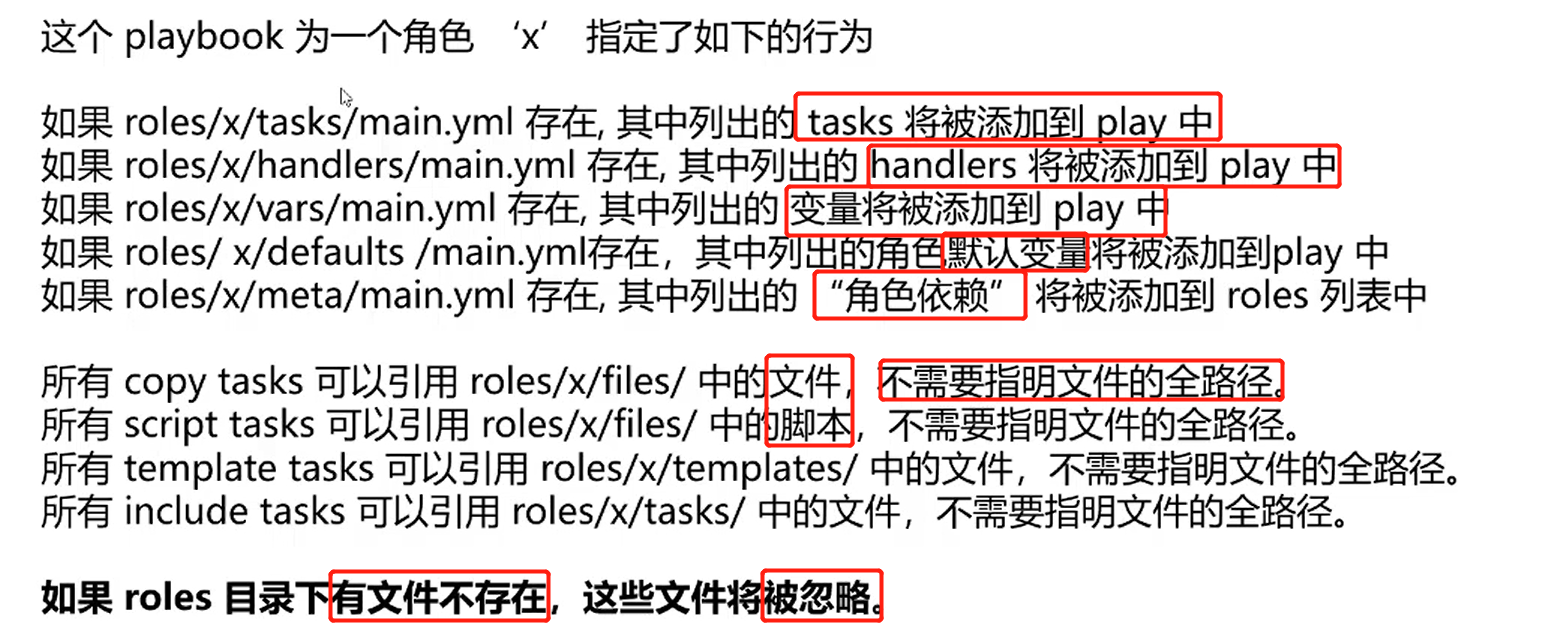 这个 playbook 为一个角色 ‘x’ 指定了如下的行为
如果 roles/x/tasks/main.yml 存在, 其中列出的 tasks 将被添加到 play 中
如果 roles/x/handlers/main.yml 存在, 其中列出的 handlers 将被添加到 play 中
如果 roles/x/vars/main.yml 存在, 其中列出的 变量将被添加到 play 中
如果 roles/ x/defaults /main.yml存在，其中列出的角色默认变量将被添加到play 中
如果 roles/x/meta/main.yml 存在, 其中列出的 “角色依赖” 将被添加到 roles 列表中
所有 copy tasks 可以引用 roles/x/files/ 中的文件，不需要指明文件的全路径。
所有 script tasks 可以引用 roles/x/files/ 中的脚本，不需要指明文件的全路径。
所有 template tasks 可以引用 roles/x/templates/ 中的文件，不需要指明文件的全路径。
所有 include tasks 可以引用 roles/x/tasks/ 中的文件，不需要指明文件的全路径。
如果 roles 目录下有文件不存在，这些文件将被忽略。